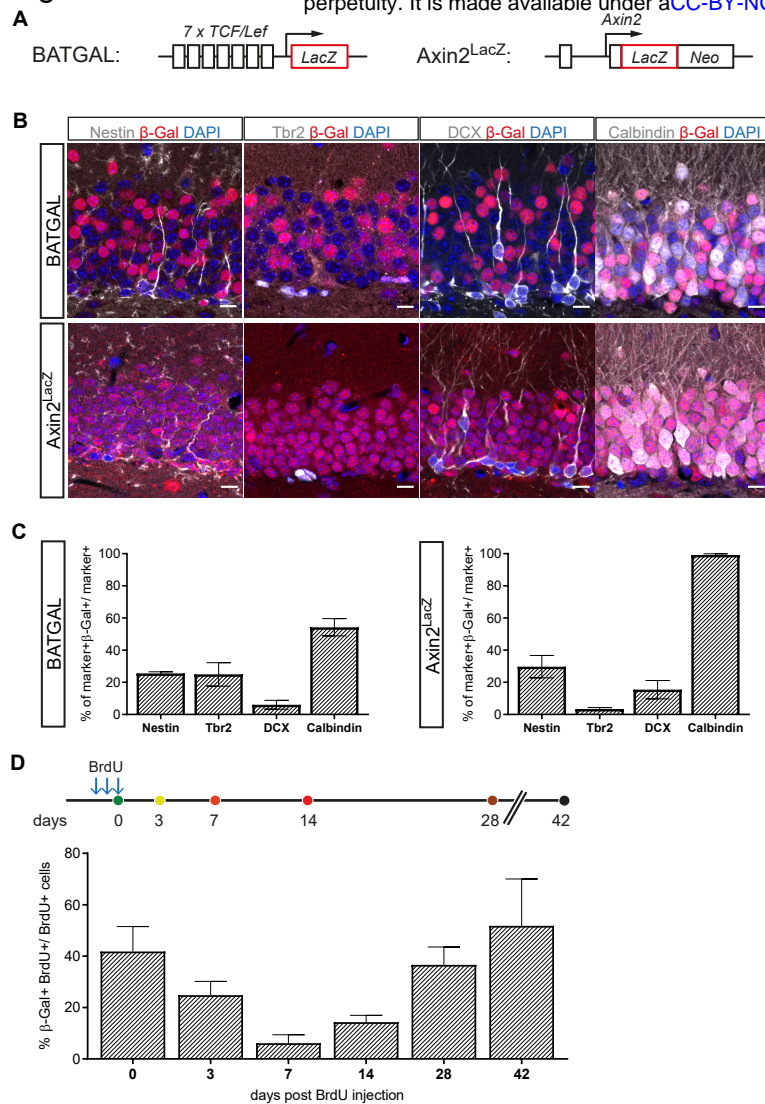 perpetuity. It is made available under aCC-BY-NC
A
BATGAL:
7 x TCF/Lef
LacZ
Axin2LacZ:
Axin2
LacZ
Neo
B
Nestin β-Gal DAPI
Tbr2 β-Gal DAPI
DCX β-Gal DAPI
Calbindin β-Gal DAPI
BATGAL
Axin2LacZ
C
BATGAL
% of marker+β-Gal+/ marker+
100
80
60
40
20
0
Nestin
Tbr2
DCX
Calbindin
Axin2LacZ
% of marker+β-Gal+/ marker+
100
80
60
40
20
0
Nestin
Tbr2
DCX
Calbindin
D
BrdU
days
0
3
7
14
28
42
% β-Gal+ BrdU+/ BrdU+ cells
80
60
40
20
0
0
3
7
14
28
42
days post BrdU injection